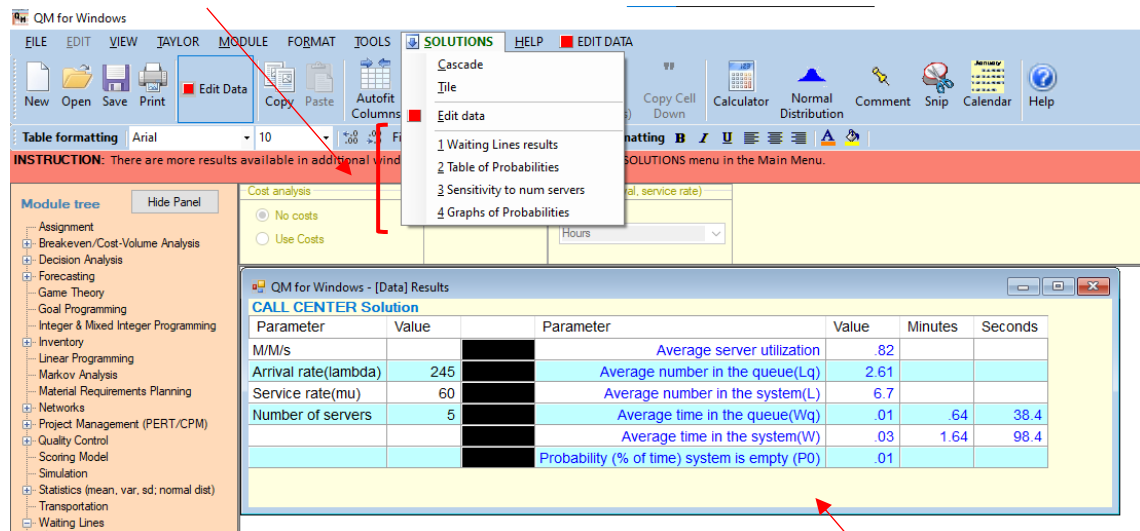 QM for Windows
FILE EDIT VIEW TAYLOR MODULE FORMAT TOOLS SOLUTIONS HELP EDIT DATA
New Open Save Print Edit Data Copy Paste Autofit Columns Copy Cell Down Calculator Normal Distribution Comment Snip Calendar Help
Cascade
Tile
Edit data
1 Waiting Lines results
2 Table of Probabilities
3 Sensitivity to num servers
4 Graphs of Probabilities
Table formatting Arial 10 Fi matting B I U A
INSTRUCTION: There are more results available in additional wind SOLUTIONS menu in the Main Menu.
Module tree Hide Panel
Assignment
Breakeven/Cost-Volume Analysis
Decision Analysis
Forecasting
Game Theory
Goal Programming
Integer & Mixed Integer Programming
Inventory
Linear Programming
Markov Analysis
Material Requirements Planning
Networks
Project Management (PERT/CPM)
Quality Control
Scoring Model
Simulation
Statistics (mean, var, sd; normal dist)
Transportation
Waiting Lines
Cost analysis
No costs
Use Costs
al, service rate)
Hours
QM for Windows - [Data] Results
CALL CENTER Solution
Parameter Value Parameter Value Minutes Seconds
M/M/s Average server utilization .82
Arrival rate(lambda) 245 Average number in the queue(Lq) 2.61
Service rate(mu) 60 Average number in the system(L) 6.7
Number of servers 5 Average time in the queue(Wq) .01 .64 38.4
Average time in the system(W) .03 1.64 98.4
Probability (% of time) system is empty (P0) .01